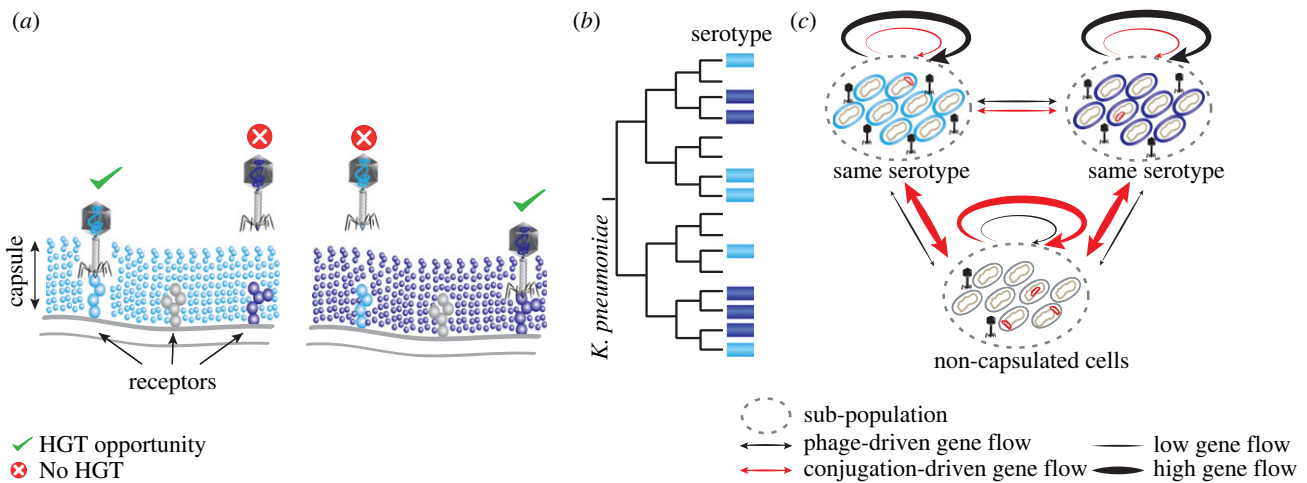 (a)
capsule
receptors
HGT opportunity
No HGT
(b)
serotype
K. pneumoniae
(c)
same serotype
same serotype
non-capsulated cells
sub-population
phage-driven gene flow
conjugation-driven gene flow
low gene flow
high gene flow